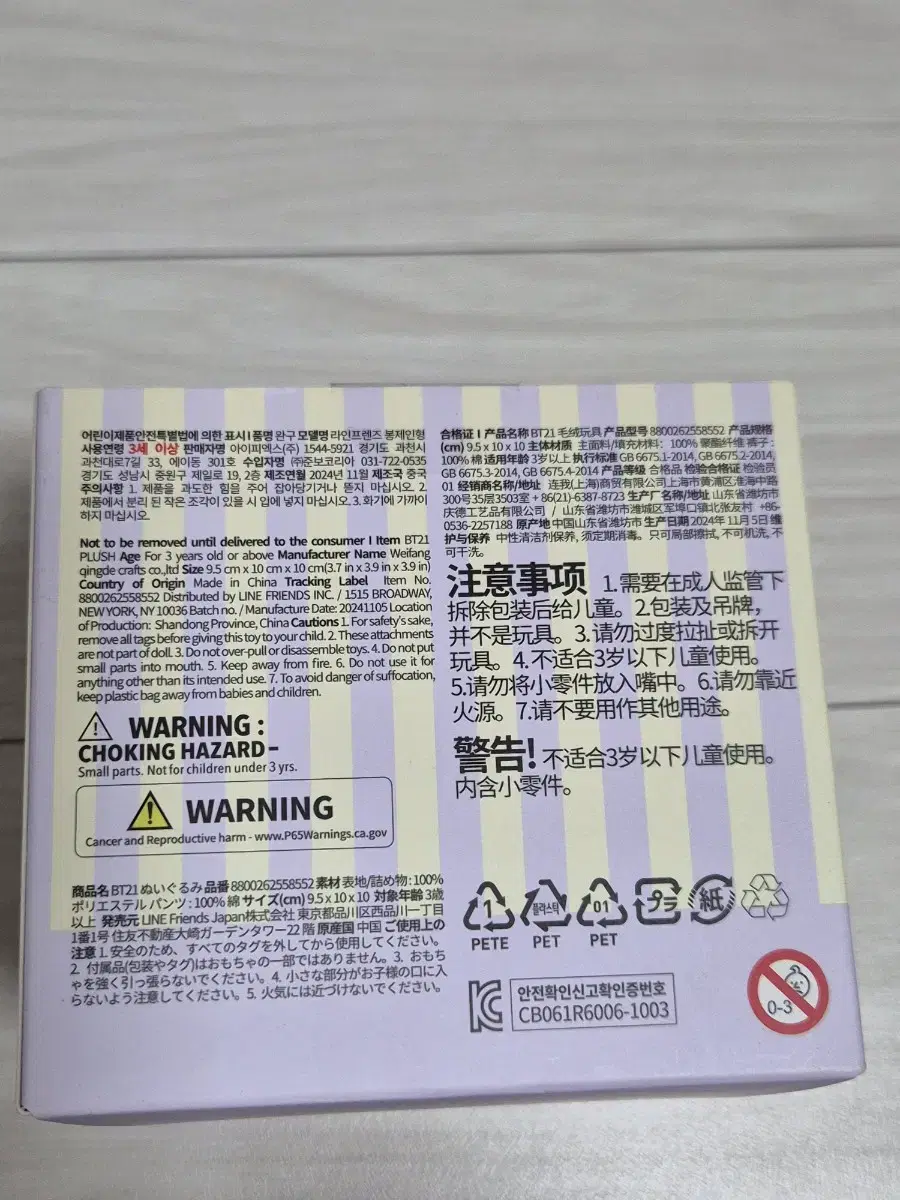 어린이제품안전특별법에 의한 표시 I 품명 완구 모델명 라인프렌즈 봉제인형
사용연령 3세 이상 판매자명 아이피엑스(주) 1544-5921 경기도 과천시
과천대로7길 33, 에이동 301호 수입자명 ㈜준보코리아 031-722-0535
경기도 성남시 중원구 제일로 19, 2층 제조연월 2024년 11월 제조국 중국
주의사항 1. 제품을 과도한 힘을 주어 잡아당기거나 뜯지 마십시오. 2.
제품에서 분리 된 작은 조각이 있을 시 입에 넣지 마십시오. 3. 화기에 가까이
하지 마십시오.
Not to be removed until delivered to the consumer I Item BT21
PLUSH Age For 3 years old or above Manufacturer Name Weifang
qingde crafts co.,ltd Size 9.5 cm x 10 cm x 10 cm(3.7 in x 3.9 in x 3.9 in)
Country of Origin Made in China Tracking Label Item No.
8800262558552 Distributed by LINE FRIENDS INC. / 1515 BROADWAY,
NEW YORK, NY 10036 Batch no. / Manufacture Date: 20241105 Location
of Production: Shandong Province, China Cautions 1. For safety's sake,
remove all tags before giving this toy to your child. 2. These attachments
are not part of doll. 3. Do not over-pull or disassemble toys. 4. Do not put
small parts into mouth. 5. Keep away from fire. 6. Do not use it for
anything other than its intended use. 7. To avoid danger of suffocation,
keep plastic bag away from babies and children.
WARNING :
CHOKING HAZARD–
Small parts. Not for children under 3 yrs.
WARNING
Cancer and Reproductive harm - www.P65Warnings.ca.gov
商品名 BT21 ぬいぐるみ 品番 8800262558552 素材 表地/詰め物 : 100%
ポリエステル パンツ : 100% 綿 サイズ(cm) 9.5 x 10 x 10 対象年齢 3歳
以上 発売元 LINE Friends Japan株式会社 東京都品川区西品川一丁目
1番1号 住友不動産大崎ガーデンタワー22 階 原産国 中国 ご使用上の
注意 1. 安全のため、すべてのタグを外してから使用してください。
2. 付属品(包装やタグ)はおもちゃの一部ではありません。3. おもち
ゃを強く引っ張らないでください。4. 小さな部分がお子様の口に入
らないよう注意してください。5. 火気には近づけないでください。
合格证 I 产品名称 BT21 毛绒玩具 产品型号 8800262558552 产品规格
(cm) 9.5 x 10 x 10 主体材质 主面料/填充材料：100% 聚酯纤维 裤子 :
100% 棉 适用年龄 3岁以上 执行标准 GB 6675.1-2014, GB 6675.2-2014,
GB 6675.3-2014, GB 6675.4-2014 产品等级 合格品 检验合格证 检验员
01 经销商名称/地址 连我(上海)商贸有限公司上海市黄浦区淮海中路
300号35层3503室 + 86(21)-6387-8723 生产厂名称/地址 山东省潍坊市
庆德工艺品有限公司 / 山东省潍坊市潍城区军埠口镇北张友村 +86-
0536-2257188 原产地 中国山东省潍坊市 生产日期 2024年 11月 5日 维
护与保养 中性清洁剂保养, 须定期消毒。只可局部擦拭, 不可机洗, 不
可干洗。
注意事项 1.需要在成人监管下
拆除包装后给儿童。2.包装及吊牌，
并不是玩具。3.请勿过度拉扯或拆开
玩具。4.不适合3岁以下儿童使用。
5.请勿将小零件放入嘴中。6.请勿靠近
火源。7.请不要用作其他用途。
警告! 不适合3岁以下儿童使用。
内含小零件。
1 플라스틱 01 プラ 紙
PETE PET PET
KC 안전확인신고확인증번호
CB061R6006-1003
0-3